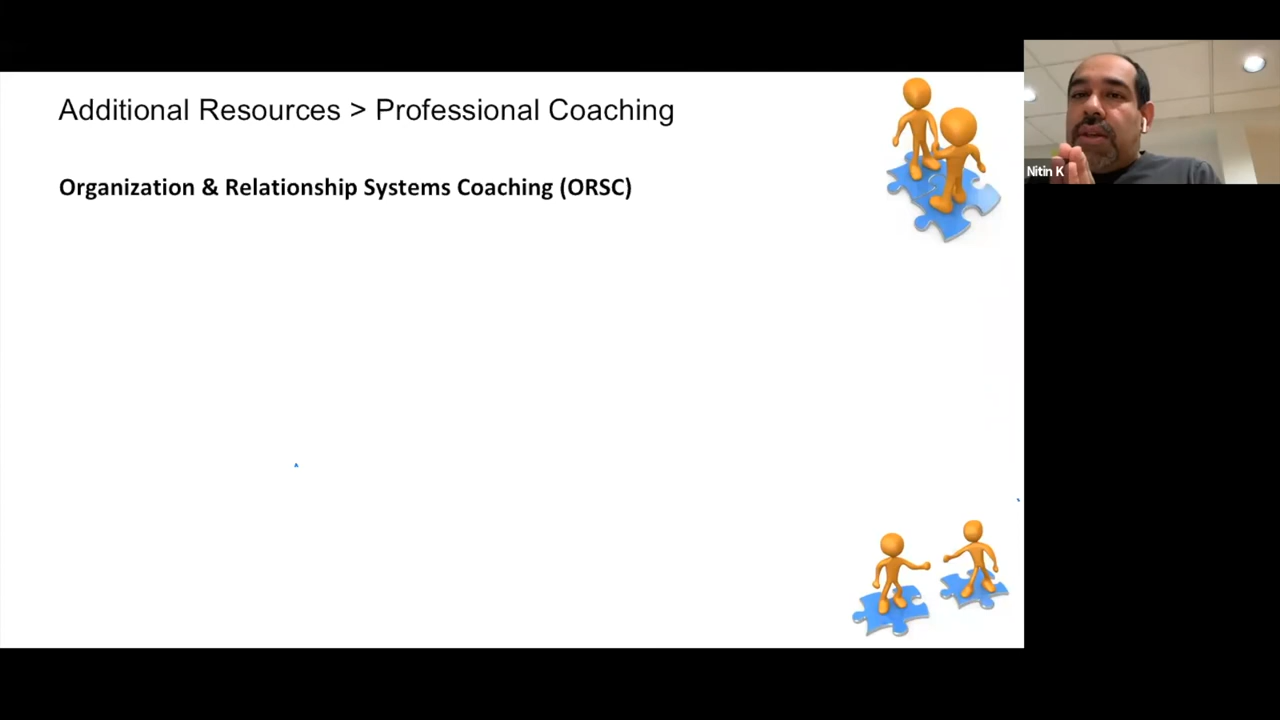 Additional Resources > Professional Coaching
Organization & Relationship Systems Coaching (ORSC)
Nitin K